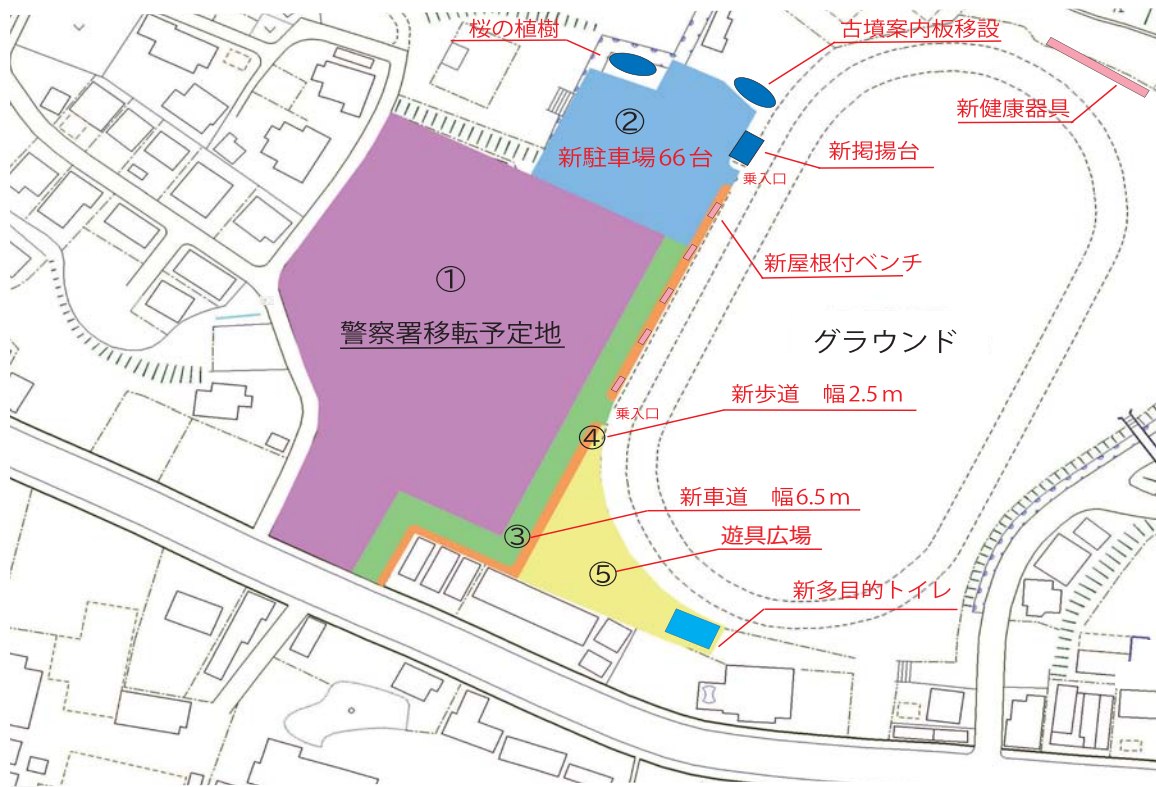 桜の植樹
古墳案内板移設
新健康器具
②
新駐車場66台
新掲揚台
乗入口
新屋根付ベンチ
①
警察署移転予定地
グラウンド
新歩道 幅2.5m
乗入口
④
新車道 幅6.5m
③
遊具広場
⑤
新多目的トイレ